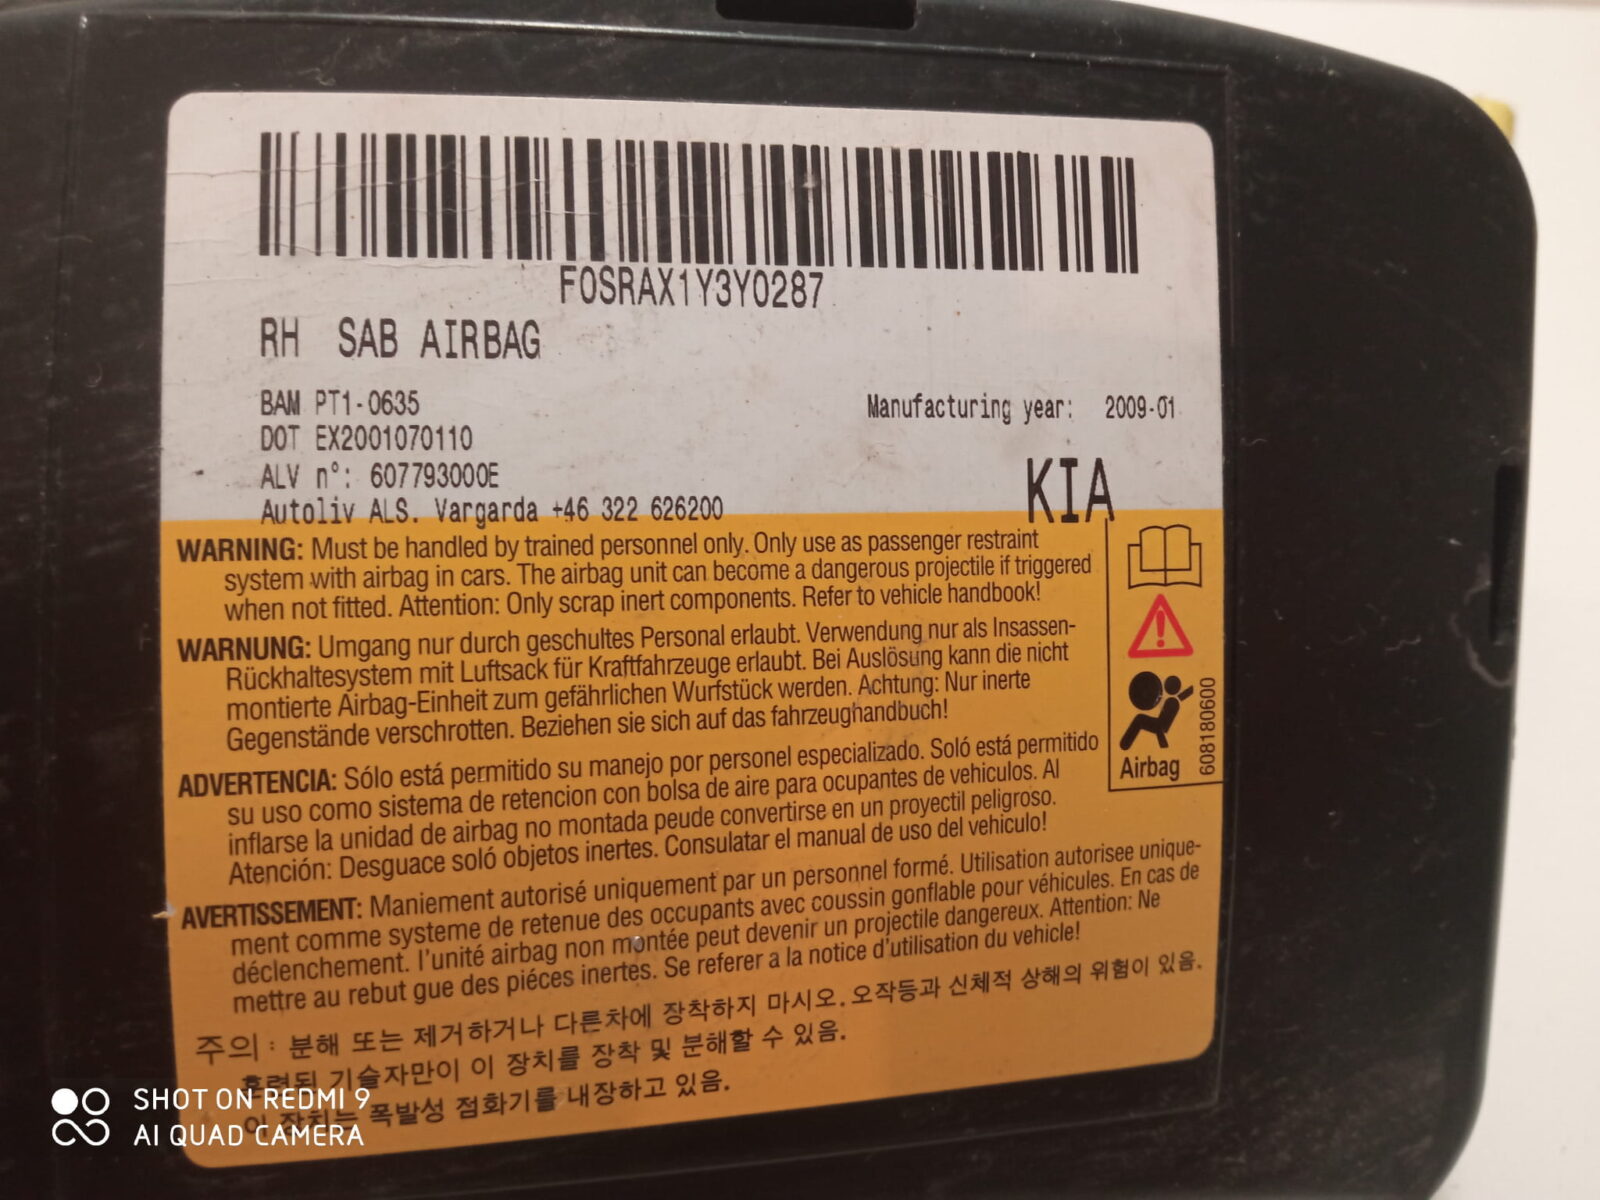 F0SRAX1Y3Y0287
RH SAB AIRBAG
BAM PT1-0635
Manufacturing year: 2009-01
DOT EX2001070110
ALV n°: 607793000E
KIA
Autoliv ALS. Vargarda +46 322 626200
WARNING: Must be handled by trained personnel only. Only use as passenger restraint
system with airbag in cars. The airbag unit can become a dangerous projectile if triggered
when not fitted. Attention: Only scrap inert components. Refer to vehicle handbook!
WARNUNG: Umgang nur durch geschultes Personal erlaubt. Verwendung nur als Insassen-
Rückhaltesystem mit Luftsack für Kraftfahrzeuge erlaubt. Bei Auslösung kann die nicht
montierte Airbag-Einheit zum gefährlichen Wurfstück werden. Achtung: Nur inerte
Gegenstände verschrotten. Beziehen sie sich auf das fahrzeughandbuch!
ADVERTENCIA: Sólo está permitido su manejo por personel especializado. Soló está permitido
su uso como sistema de retencion con bolsa de aire para ocupantes de vehiculos. Al
inflarse la unidad de airbag no montada peude convertirse en un proyectil peligroso.
Atención: Desguace soló objetos inertes. Consulatar el manual de uso del vehiculo!
AVERTISSEMENT: Maniement autorisé uniquement par un personnel formé. Utilisation autorisee unique-
ment comme systeme de retenue des occupants avec coussin gonflable pour véhicules. En cas de
déclenchement. l'unité airbag non montée peut devenir un projectile dangereux. Attention: Ne
mettre au rebut gue des piéces inertes. Se referer a la notice d'utilisation du vehicle!
주의 : 분해 또는 제거하거나 다른차에 장착하지 마시오. 오작등과 신체적 상해의 위험이 있음.
훈련된 기술자만이 이 장치를 장착 및 분해할 수 있음.
이 장치는 폭발성 점화기를 내장하고 있음.
Airbag
608180600
SHOT ON REDMI 9
AI QUAD CAMERA